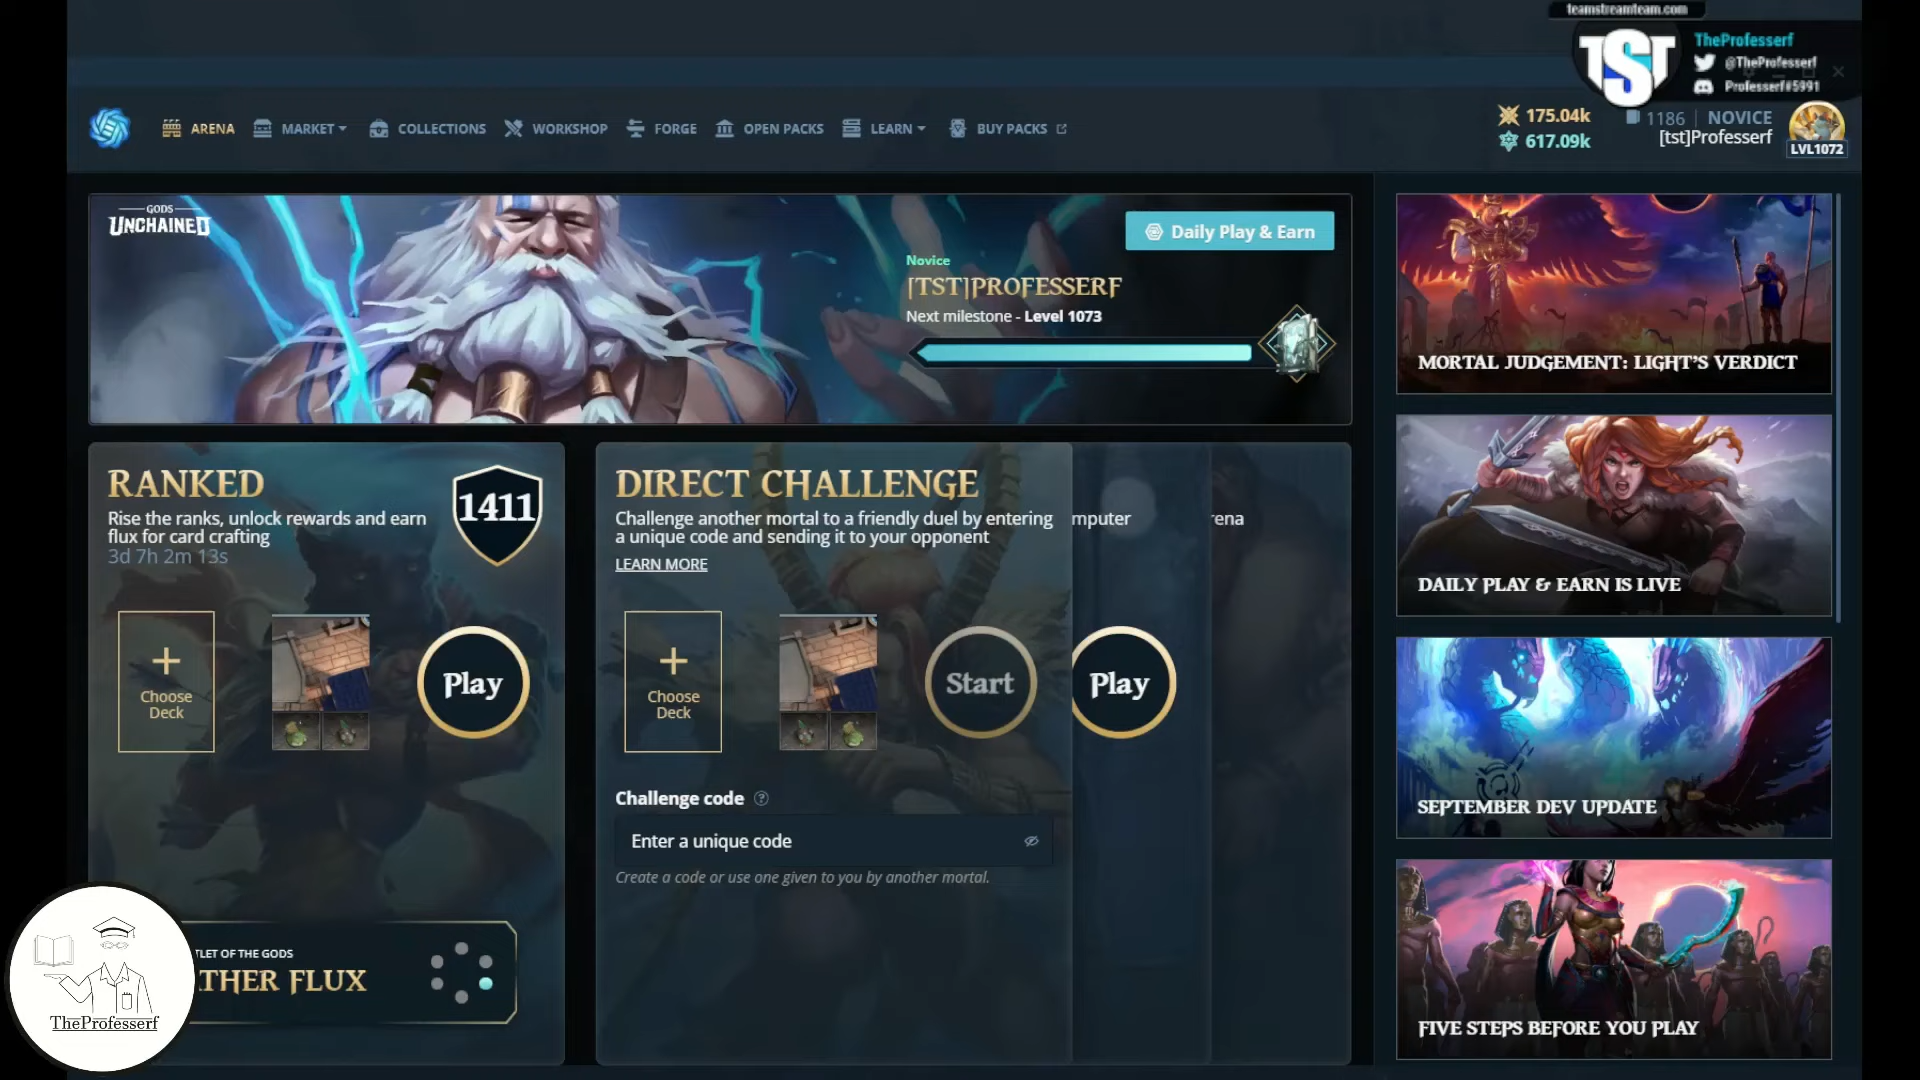 teamstreamteam.com
TST
TheProfesserf
@TheProfesserf
Professerf#5991
ARENA
MARKET
COLLECTIONS
WORKSHOP
FORGE
OPEN PACKS
LEARN
BUY PACKS
175.04k
617.09k
1186 | NOVICE
[tst]Professerf
LVL1072
GODS
UNCHAINED
Daily Play & Earn
Novice
[TST]PROFESSERF
Next milestone - Level 1073
RANKED
1411
Rise the ranks, unlock rewards and earn
flux for card crafting
3d 7h 2m 13s
Choose
Deck
Play
TLET OF THE GODS
THER FLUX
DIRECT CHALLENGE
Challenge another mortal to a friendly duel by entering
a unique code and sending it to your opponent
LEARN MORE
Choose
Deck
Start
Challenge code
Enter a unique code
Create a code or use one given to you by another mortal.
mputer
Play
rena
MORTAL JUDGEMENT: LIGHT'S VERDICT
DAILY PLAY & EARN IS LIVE
SEPTEMBER DEV UPDATE
FIVE STEPS BEFORE YOU PLAY
TheProfesserf